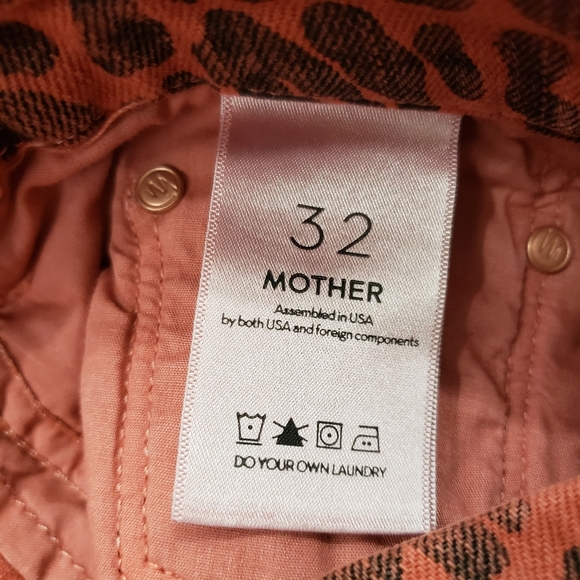 32
MOTHER
Assembled in USA
by both USA and foreign components
DO YOUR OWN LAUNDRY